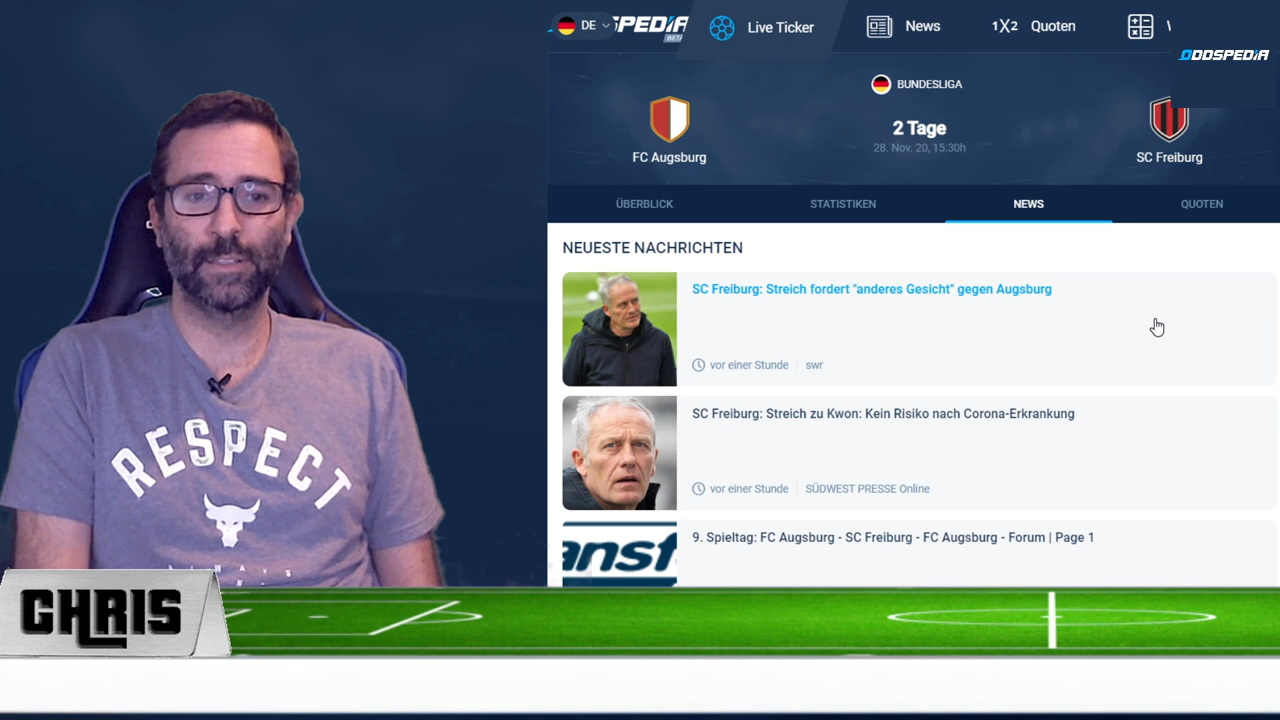 DE
SPEDIA
BETA
Live Ticker
News
1X2
Quoten
ODDSPEDIA
BUNDESLIGA
2 Tage
28. Nov. 20, 15:30h
FC Augsburg
SC Freiburg
ÜBERBLICK
STATISTIKEN
NEWS
QUOTEN
NEUESTE NACHRICHTEN
SC Freiburg: Streich fordert "anderes Gesicht" gegen Augsburg
vor einer Stunde
swr
SC Freiburg: Streich zu Kwon: Kein Risiko nach Corona-Erkrankung
vor einer Stunde
SÜDWEST PRESSE Online
9. Spieltag: FC Augsburg - SC Freiburg - FC Augsburg - Forum | Page 1
ansf
RESPECT
CHRIS